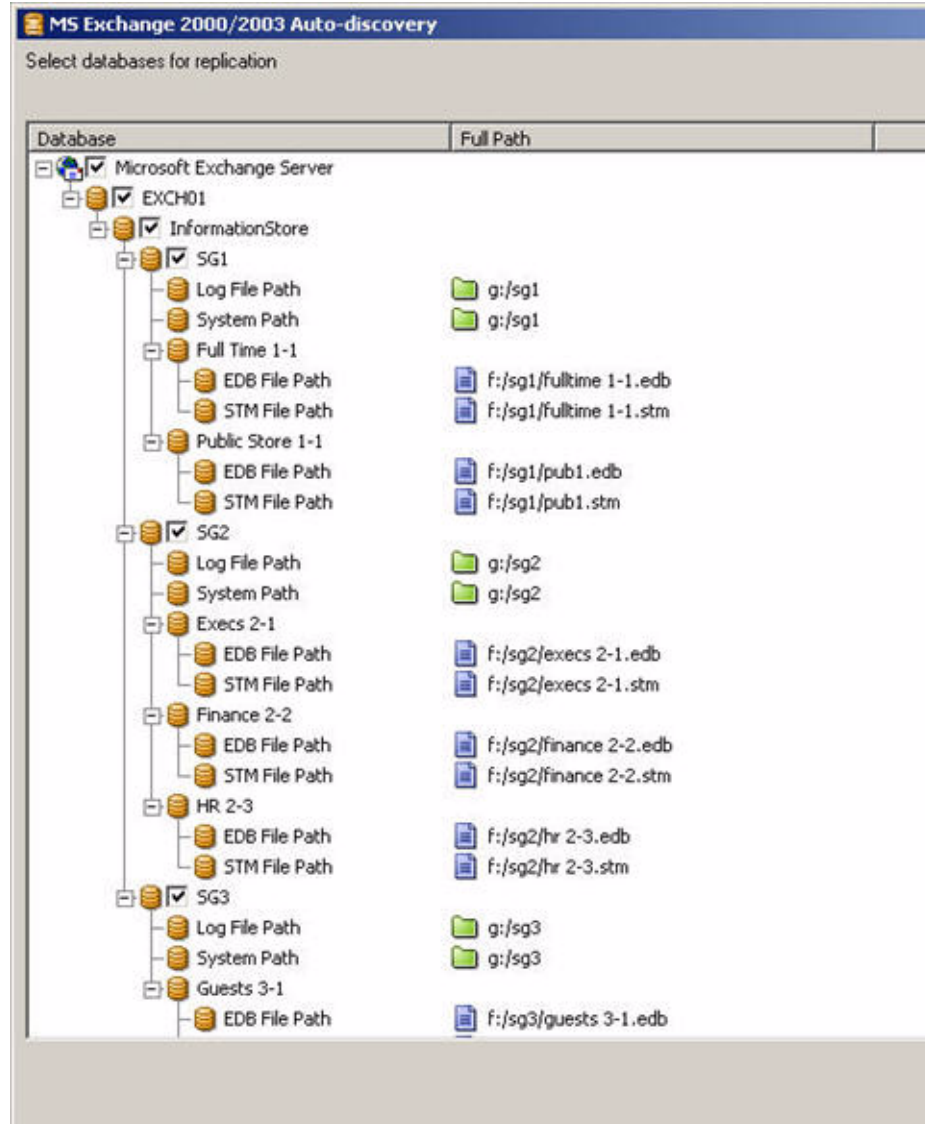 MS Exchange 2000/2003 Auto-discovery
Select databases for replication
Database Full Path
Microsoft Exchange Server
EXCH01
InformationStore
SG1
Log File Path g:/sg1
System Path g:/sg1
Full Time 1-1
EDB File Path f:/sg1/fulltime 1-1.edb
STM File Path f:/sg1/fulltime 1-1.stm
Public Store 1-1
EDB File Path f:/sg1/pub1.edb
STM File Path f:/sg1/pub1.stm
SG2
Log File Path g:/sg2
System Path g:/sg2
Execs 2-1
EDB File Path f:/sg2/execs 2-1.edb
STM File Path f:/sg2/execs 2-1.stm
Finance 2-2
EDB File Path f:/sg2/finance 2-2.edb
STM File Path f:/sg2/finance 2-2.stm
HR 2-3
EDB File Path f:/sg2/hr 2-3.edb
STM File Path f:/sg2/hr 2-3.stm
SG3
Log File Path g:/sg3
System Path g:/sg3
Guests 3-1
EDB File Path f:/sg3/guests 3-1.edb